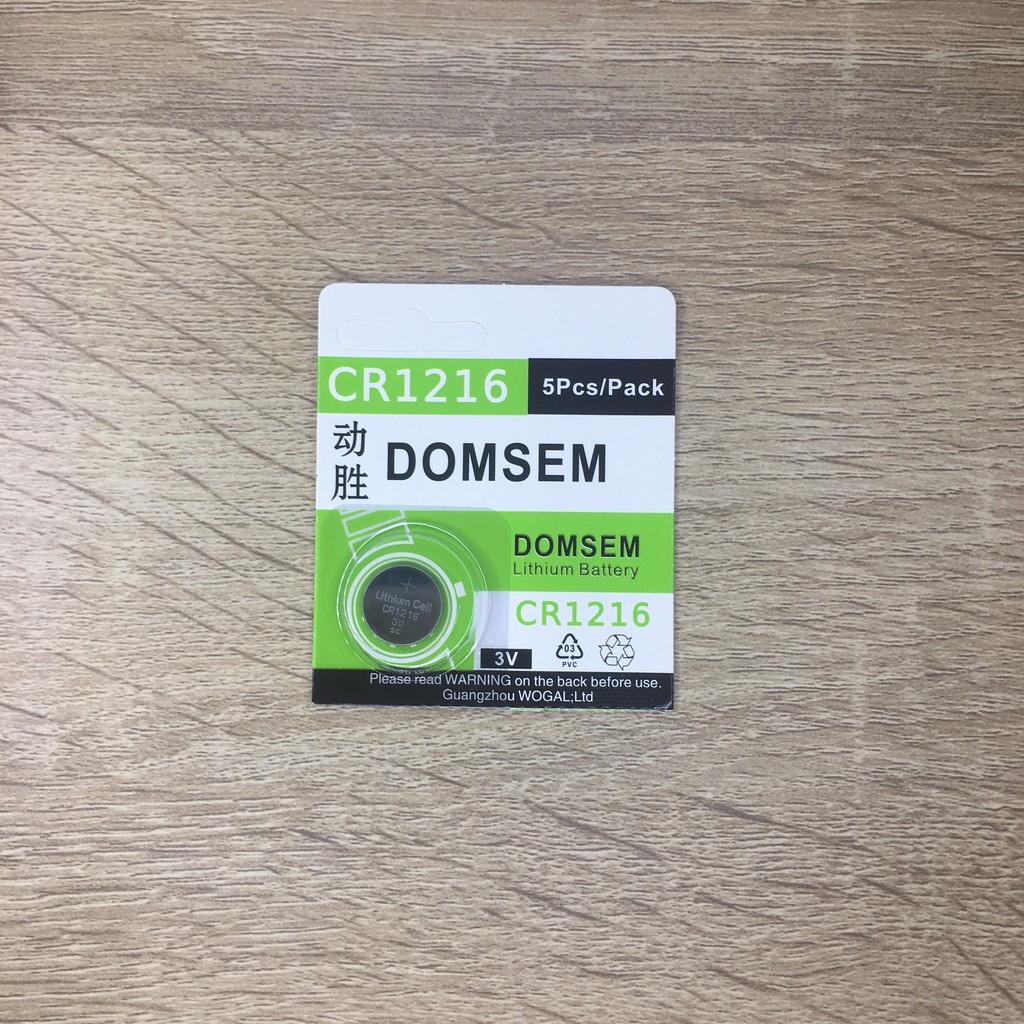 CR1216
5Pcs/Pack
动胜
DOMSEM
DOMSEM
Lithium Battery
CR1216
+
Lithium Cell
CR1216
3V
SC
3V
03
PVC
Please read WARNING on the back before use.
Guangzhou WOGAL;Ltd